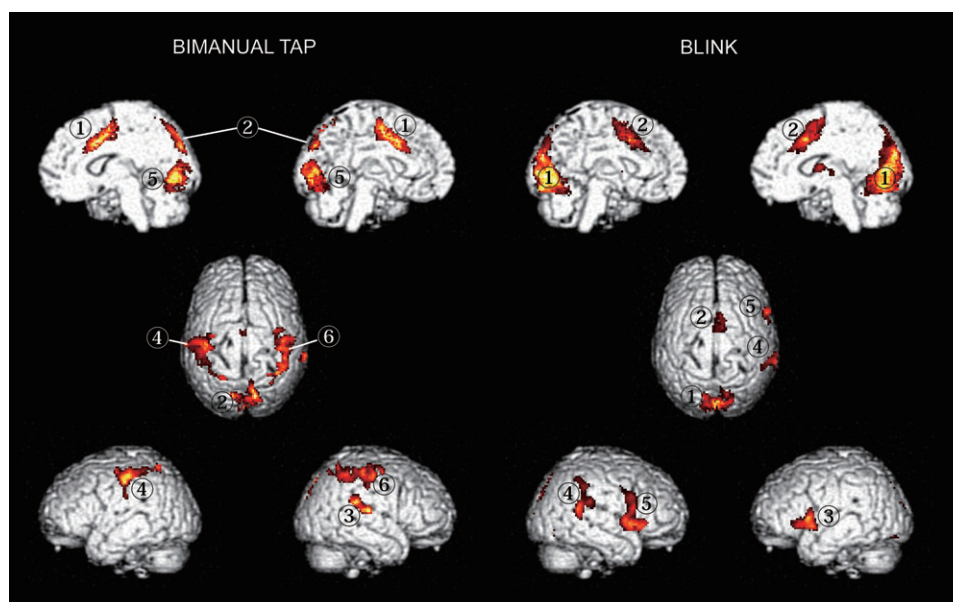 BIMANUAL TAP
BLINK
① ② ① ② ②
⑤ ⑤ ① ①
④ ⑥ ② ⑤
④
② ①
④ ⑥ ③ ④ ⑤ ③